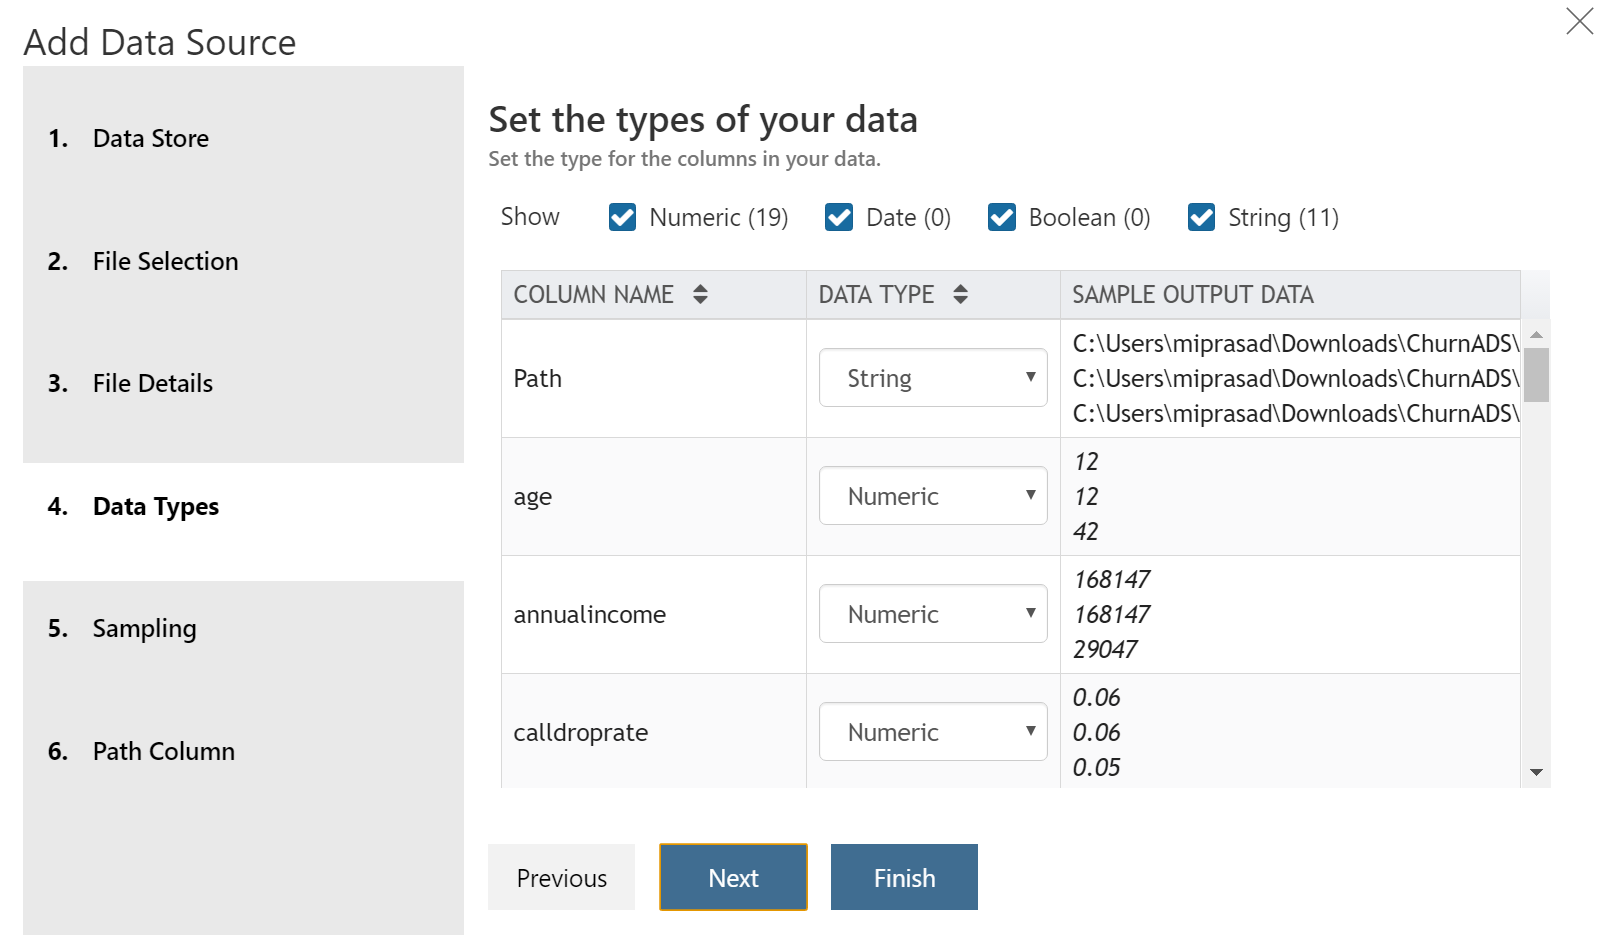 Add Data Source
1. Data Store
2. File Selection
3. File Details
4. Data Types
5. Sampling
6. Path Column
Set the types of your data
Set the type for the columns in your data.
Show Numeric (19) Date (0) Boolean (0) String (11)
COLUMN NAME DATA TYPE SAMPLE OUTPUT DATA
Path String
C:\Users\miprasad\Downloads\ChurnADS\
C:\Users\miprasad\Downloads\ChurnADS\
C:\Users\miprasad\Downloads\ChurnADS\
age Numeric
12
12
42
annualincome Numeric
168147
168147
29047
calldroprate Numeric
0.06
0.06
0.05
Previous Next Finish